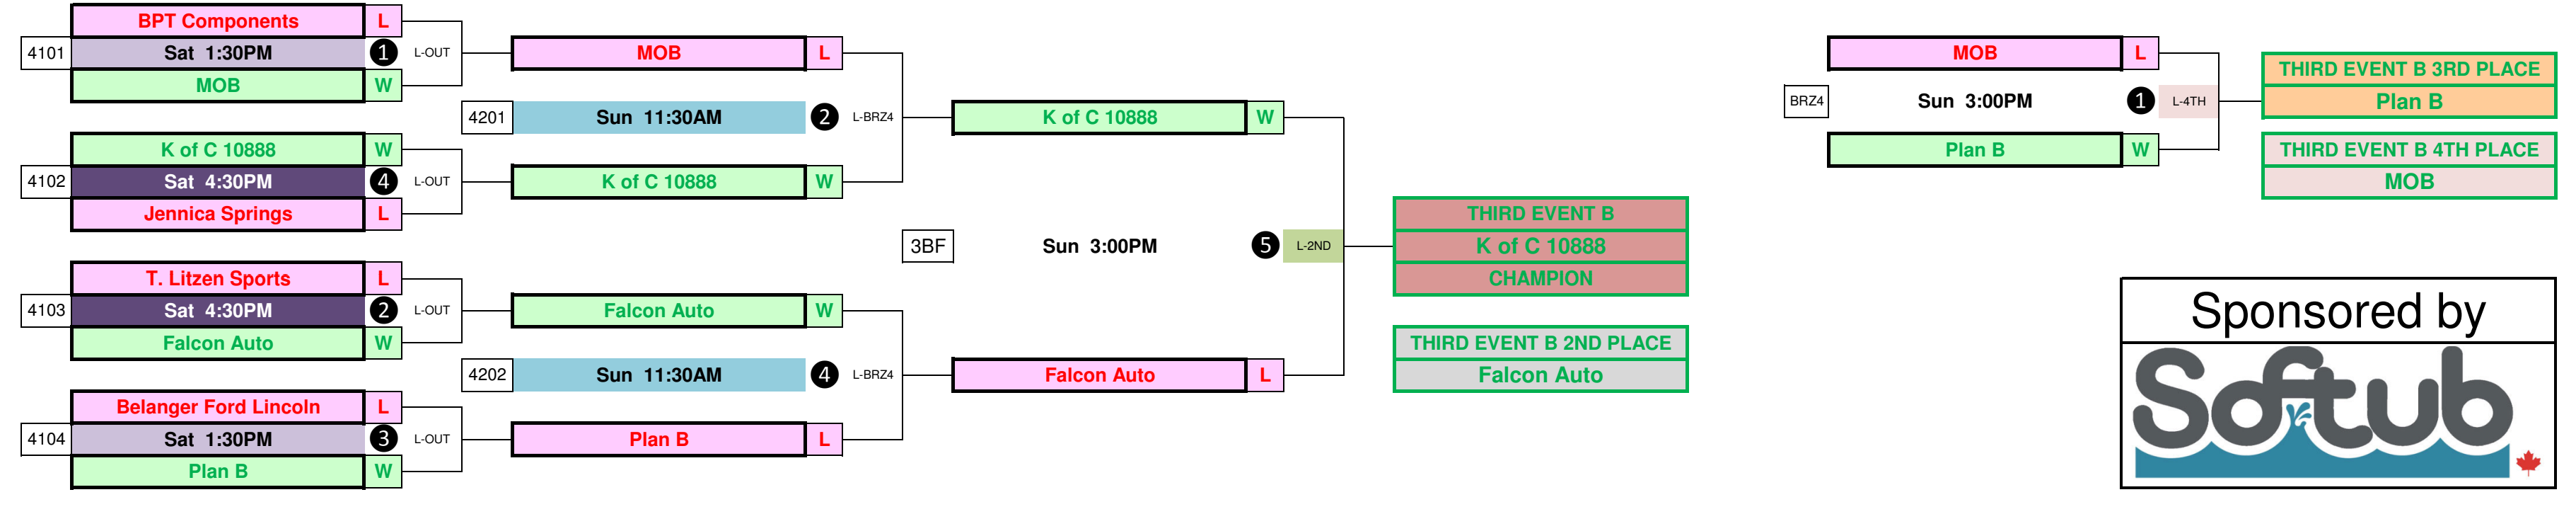 BPT Components L
4101 Sat 1:30PM 1 L-OUT
MOB W
K of C 10888 W
4102 Sat 4:30PM 4 L-OUT
Jennica Springs L
T. Litzen Sports L
4103 Sat 4:30PM 2 L-OUT
Falcon Auto W
Belanger Ford Lincoln L
4104 Sat 1:30PM 3 L-OUT
Plan B W
MOB L
4201 Sun 11:30AM 2 L-BRZ4
K of C 10888 W
Falcon Auto W
4202 Sun 11:30AM 4 L-BRZ4
Plan B L
K of C 10888 W
3BF Sun 3:00PM 5 L-2ND
Falcon Auto L
THIRD EVENT B
K of C 10888
CHAMPION
THIRD EVENT B 2ND PLACE
Falcon Auto
MOB L
BRZ4 Sun 3:00PM 1 L-4TH
Plan B W
THIRD EVENT B 3RD PLACE
Plan B
THIRD EVENT B 4TH PLACE
MOB
Sponsored by
Softub